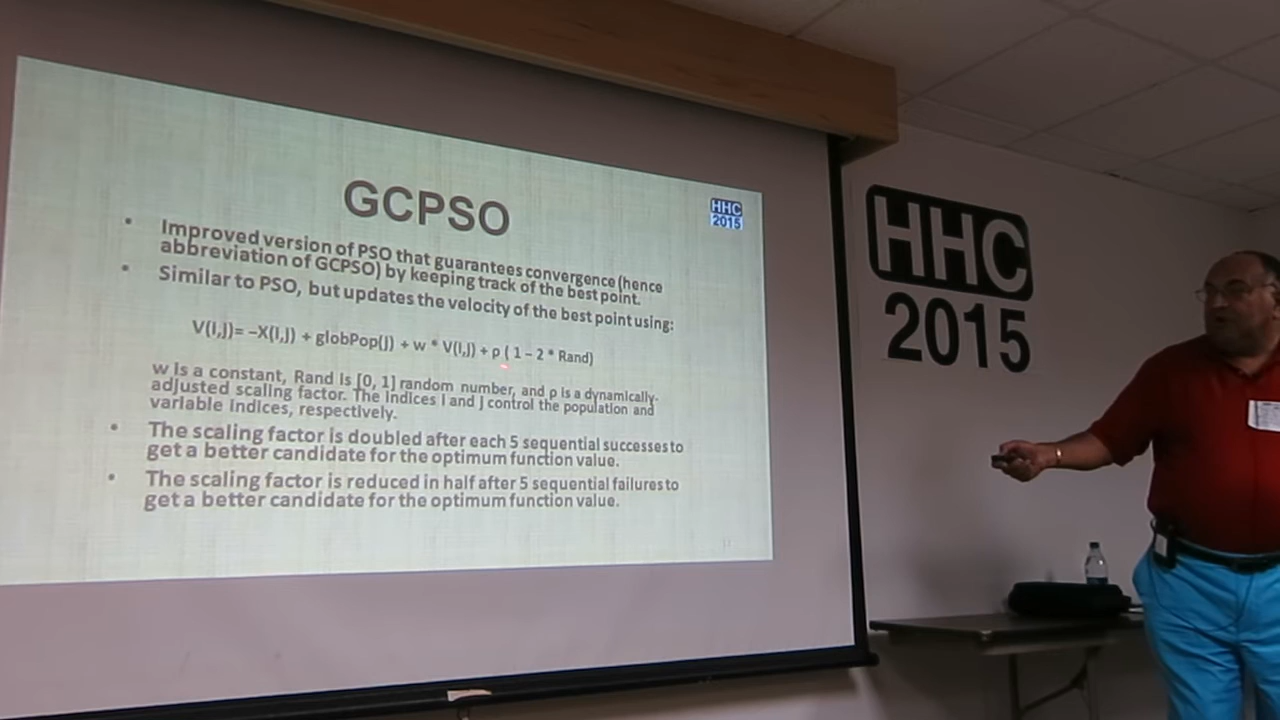 GCPSO
HHC
2015
• Improved version of PSO that guarantees convergence (hence
abbreviation of GCPSO) by keeping track of the best point.
• Similar to PSO, but updates the velocity of the best point using:
V(I,J)= –X(I,J) + globPop(J) + w * V(I,J) + ρ ( 1 – 2 * Rand)
w is a constant, Rand is [0, 1] random number, and ρ is a dynamically-
adjusted scaling factor. The indices I and J control the population and
variable indices, respectively.
• The scaling factor is doubled after each 5 sequential successes to
get a better candidate for the optimum function value.
• The scaling factor is reduced in half after 5 sequential failures to
get a better candidate for the optimum function value.
HHC
2015